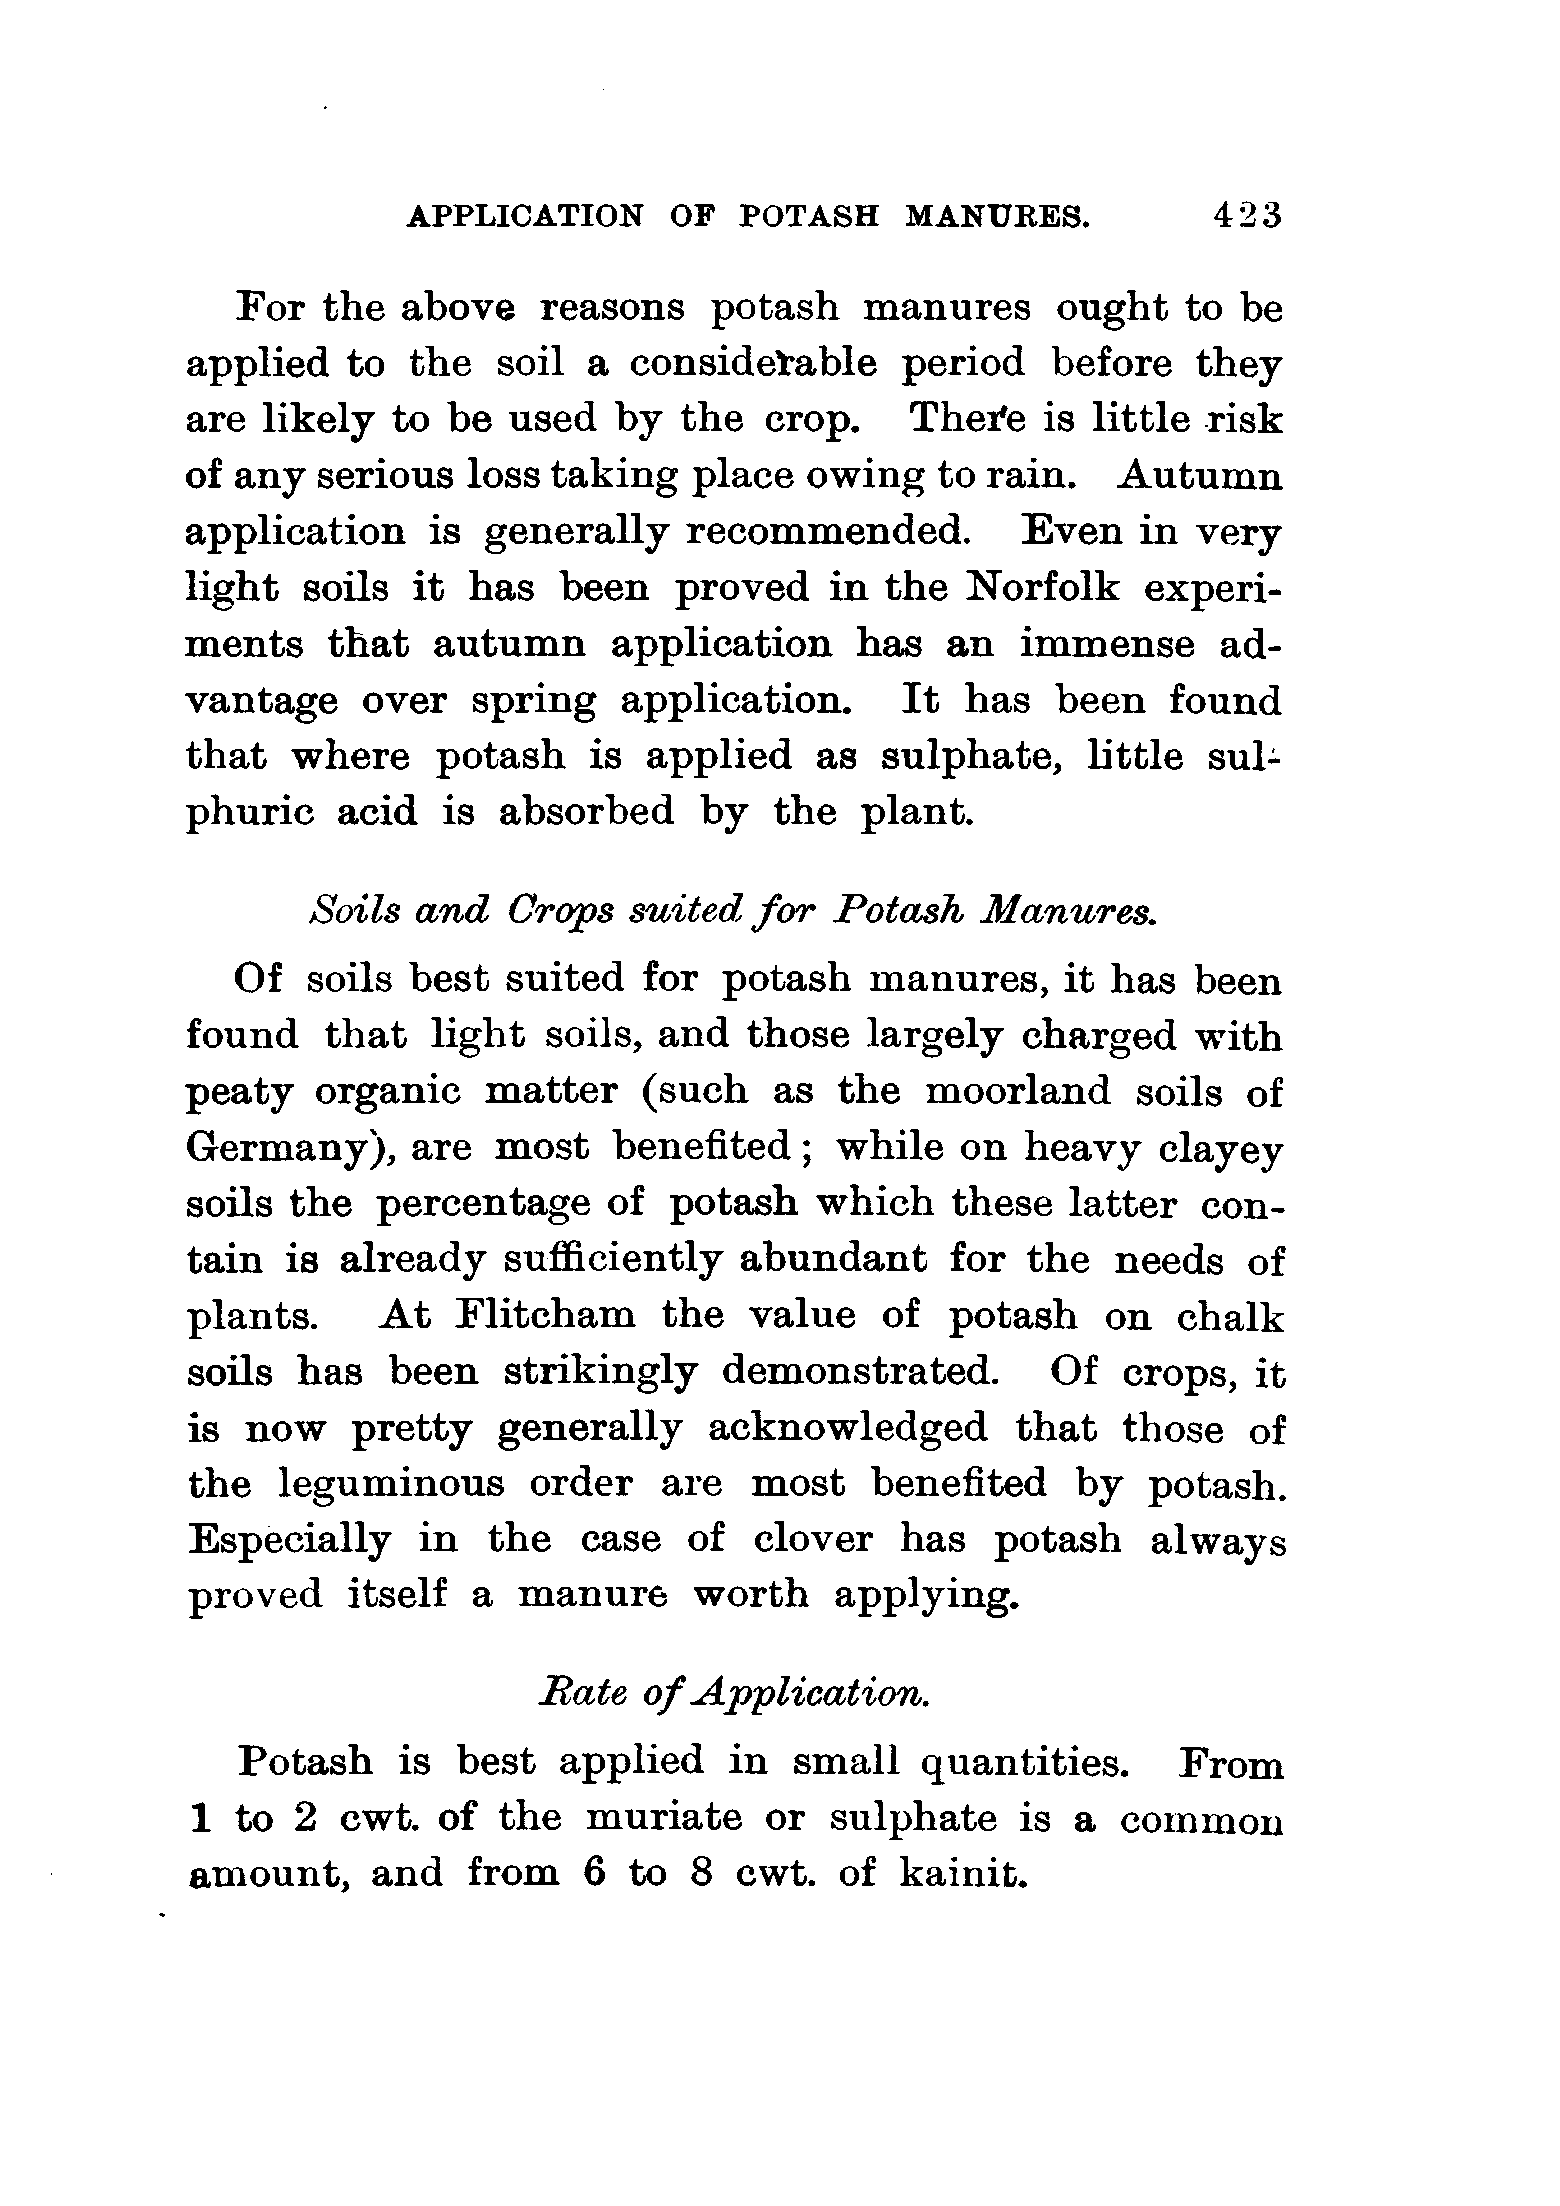 APPLICATION OF POTASH MANURES. 423
For the above reasons potash manures ought to be
applied to the soil a considerable period before they
are likely to be used by the crop. There is little risk
of any serious loss taking place owing to rain. Autumn
application is generally recommended. Even in very
light soils it has been proved in the Norfolk experi-
ments that autumn application has an immense ad-
vantage over spring application. It has been found
that where potash is applied as sulphate, little sul-
phuric acid is absorbed by the plant.
Soils and Crops suited for Potash Manures.
Of soils best suited for potash manures, it has been
found that light soils, and those largely charged with
peaty organic matter (such as the moorland soils of
Germany), are most benefited; while on heavy clayey
soils the percentage of potash which these latter con-
tain is already sufficiently abundant for the needs of
plants. At Flitcham the value of potash on chalk
soils has been strikingly demonstrated. Of crops, it
is now pretty generally acknowledged that those of
the leguminous order are most benefited by potash.
Especially in the case of clover has potash always
proved itself a manure worth applying.
Rate of Application.
Potash is best applied in small quantities. From
1 to 2 cwt. of the muriate or sulphate is a common
amount, and from 6 to 8 cwt. of kainit.